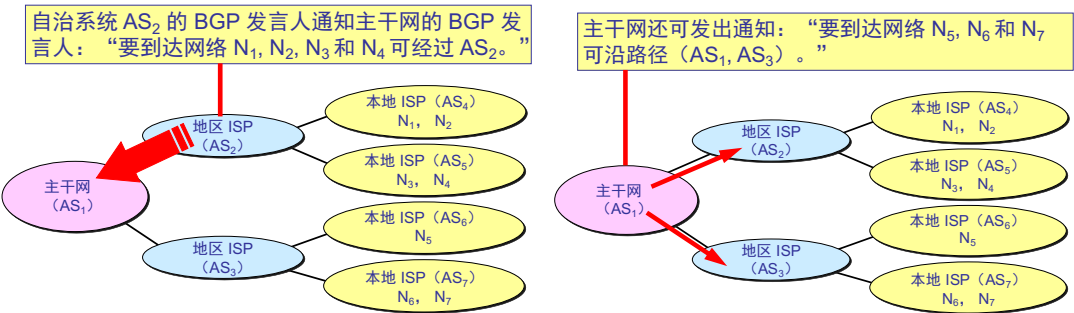 自治系统 AS₂ 的 BGP 发言人通知主干网的 BGP 发
言人：“要到达网络 N₁, N₂, N₃ 和 N₄ 可经过 AS₂。”
本地 ISP（AS₄）
N₁， N₂
地区 ISP
（AS₂）
本地 ISP（AS₅）
N₃， N₄
主干网
（AS₁）
本地 ISP（AS₆）
N₅
地区 ISP
（AS₃）
本地 ISP（AS₇）
N₆， N₇
主干网还可发出通知：“要到达网络 N₅, N₆ 和 N₇
可沿路径（AS₁, AS₃）。”
本地 ISP（AS₄）
N₁， N₂
地区 ISP
（AS₂）
本地 ISP（AS₅）
N₃， N₄
主干网
（AS₁）
本地 ISP（AS₆）
N₅
地区 ISP
（AS₃）
本地 ISP（AS₇）
N₆， N₇